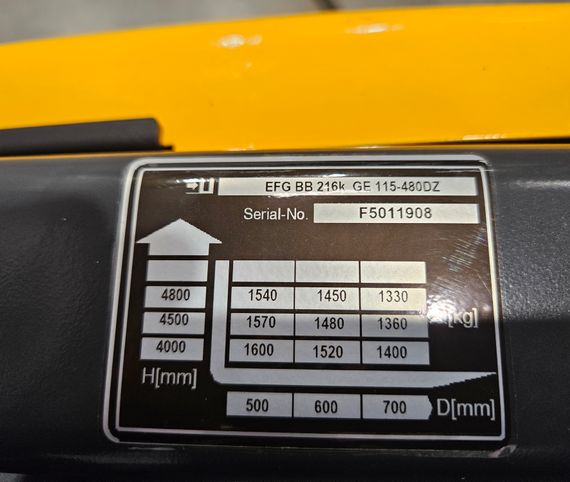 EFG BB 216k GE 115-480DZ
Serial-No. F5011908
4800 1540 1450 1330
4500 1570 1480 1360 [kg]
4000 1600 1520 1400
H[mm]
500 600 700 D[mm]